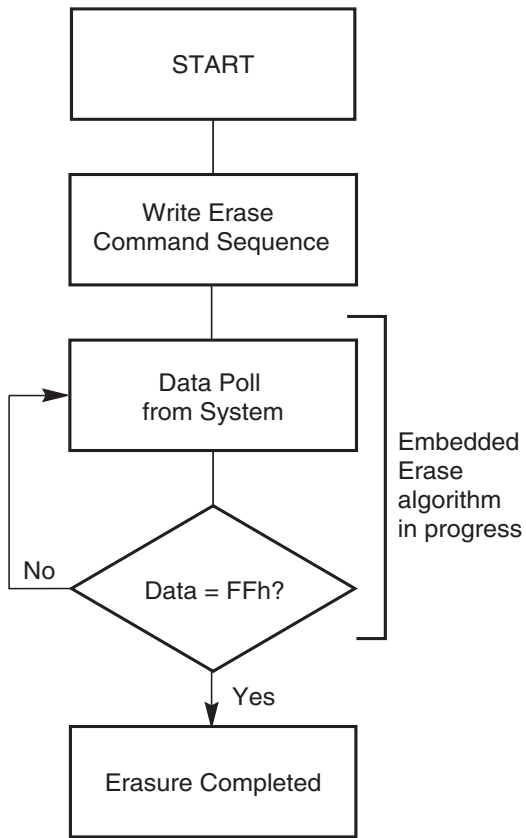 START
Write Erase
Command Sequence
Data Poll
from System
Embedded
Erase
algorithm
in progress
No
Data = FFh?
Yes
Erasure Completed